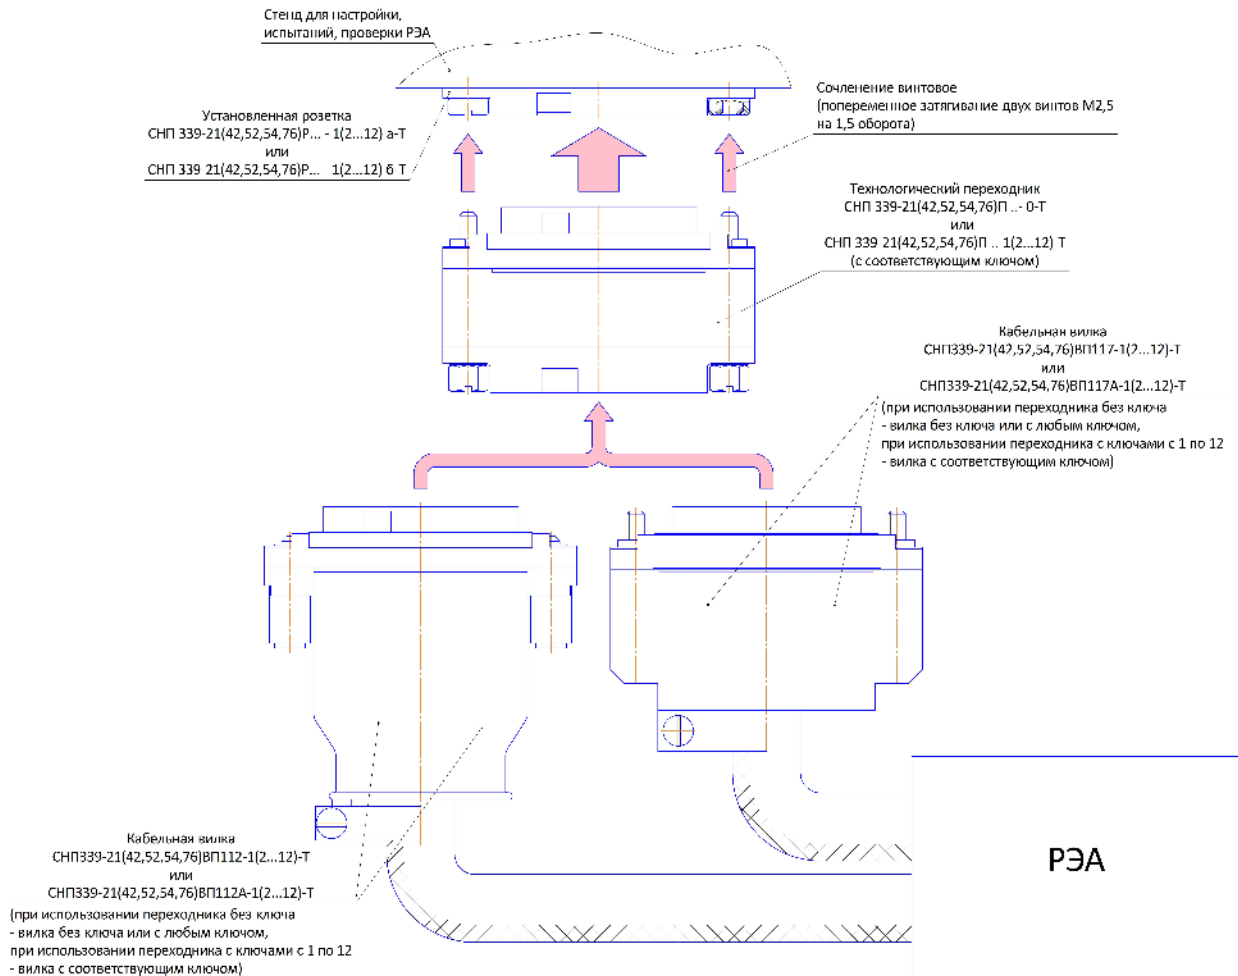 Стенд для настройки,
испытаний, проверки РЭА
Сочленение винтовое
(попеременное затягивание двух винтов М2,5
на 1,5 оборота)
Установленная розетка
СНП 339-21(42,52,54,76)Р... - 1(2...12) а-Т
или
СНП 339 21(42,52,54,76)Р... 1(2...12) б Т
Технологический переходник
СНП 339-21(42,52,54,76)П ..- 0-Т
или
СНП 339 21(42,52,54,76)П .. 1(2...12) Т
(с соответствующим ключом)
Кабельная вилка
СНП339-21(42,52,54,76)ВП117-1(2...12)-Т
или
СНП339-21(42,52,54,76)ВП117А-1(2...12)-Т
(при использовании переходника без ключа
- вилка без ключа или с любым ключом,
при использовании переходника с ключами с 1 по 12
- вилка с соответствующим ключом)
Кабельная вилка
СНП339-21(42,52,54,76)ВП112-1(2...12)-Т
или
СНП339-21(42,52,54,76)ВП112А-1(2...12)-Т
(при использовании переходника без ключа
- вилка без ключа или с любым ключом,
при использовании переходника с ключами с 1 по 12
- вилка с соответствующим ключом)
РЭА